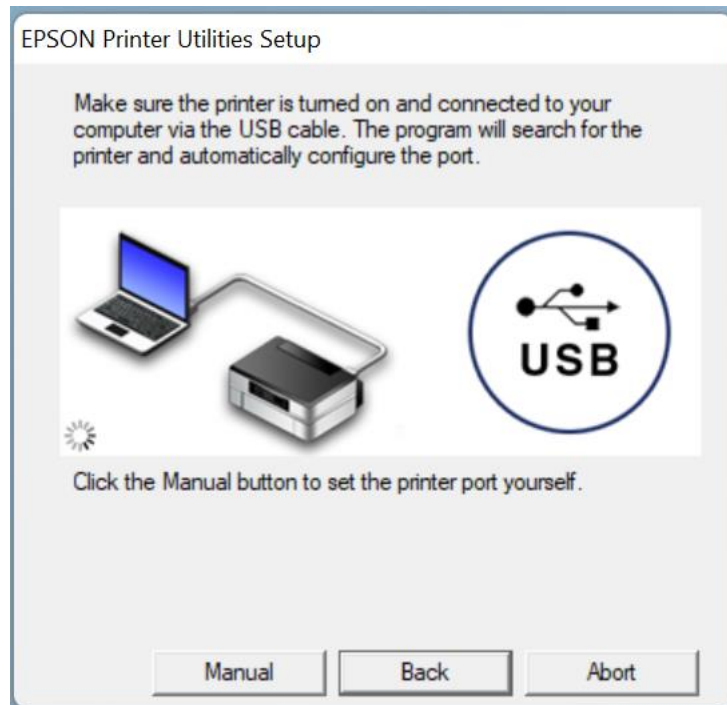 EPSON Printer Utilities Setup
Make sure the printer is turned on and connected to your
computer via the USB cable. The program will search for the
printer and automatically configure the port.
USB
Click the Manual button to set the printer port yourself.
Manual
Back
Abort